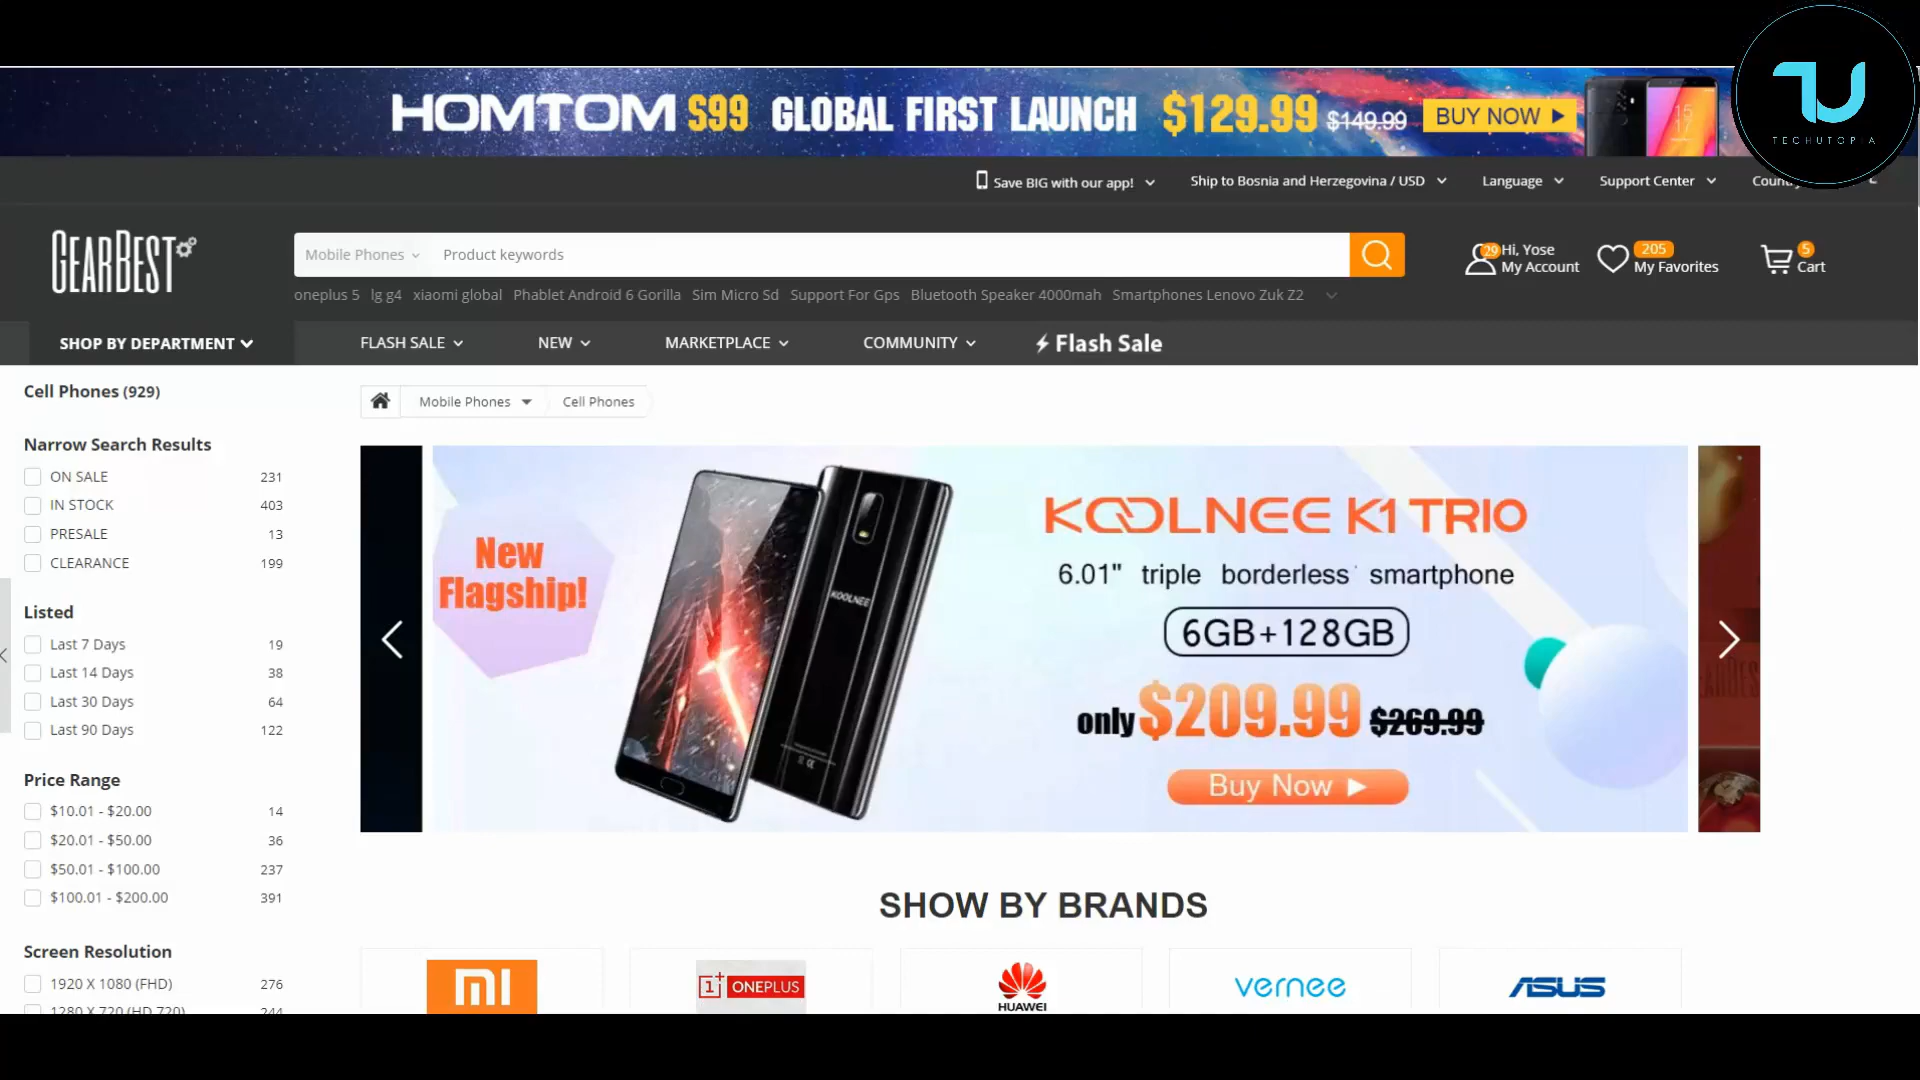 HOMTOM S99 GLOBAL FIRST LAUNCH $129.99 $149.99 BUY NOW
TECHUTOPIA
Save BIG with our app! Ship to Bosnia and Herzegovina / USD Language Support Center
GEARBEST
Mobile Phones Product keywords
29 Hi, Yose
My Account
205
My Favorites
5
Cart
oneplus 5 lg g4 xiaomi global Phablet Android 6 Gorilla Sim Micro Sd Support For Gps Bluetooth Speaker 4000mah Smartphones Lenovo Zuk Z2
SHOP BY DEPARTMENT FLASH SALE NEW MARKETPLACE COMMUNITY Flash Sale
Cell Phones (929)
Mobile Phones Cell Phones
Narrow Search Results
ON SALE 231
IN STOCK 403
PRESALE 13
CLEARANCE 199
Listed
Last 7 Days 19
Last 14 Days 38
Last 30 Days 64
Last 90 Days 122
Price Range
$10.01 - $20.00 14
$20.01 - $50.00 36
$50.01 - $100.00 237
$100.01 - $200.00 391
Screen Resolution
1920 X 1080 (FHD) 276
1280 X 720 (HD 720) 244
New
Flagship!
KOOLNEE
KOOLNEE K1 TRIO
6.01" triple borderless smartphone
6GB+128GB
only $209.99 $269.99
Buy Now
SHOW BY BRANDS
MI
1+ ONEPLUS
HUAWEI
vernee
ASUS